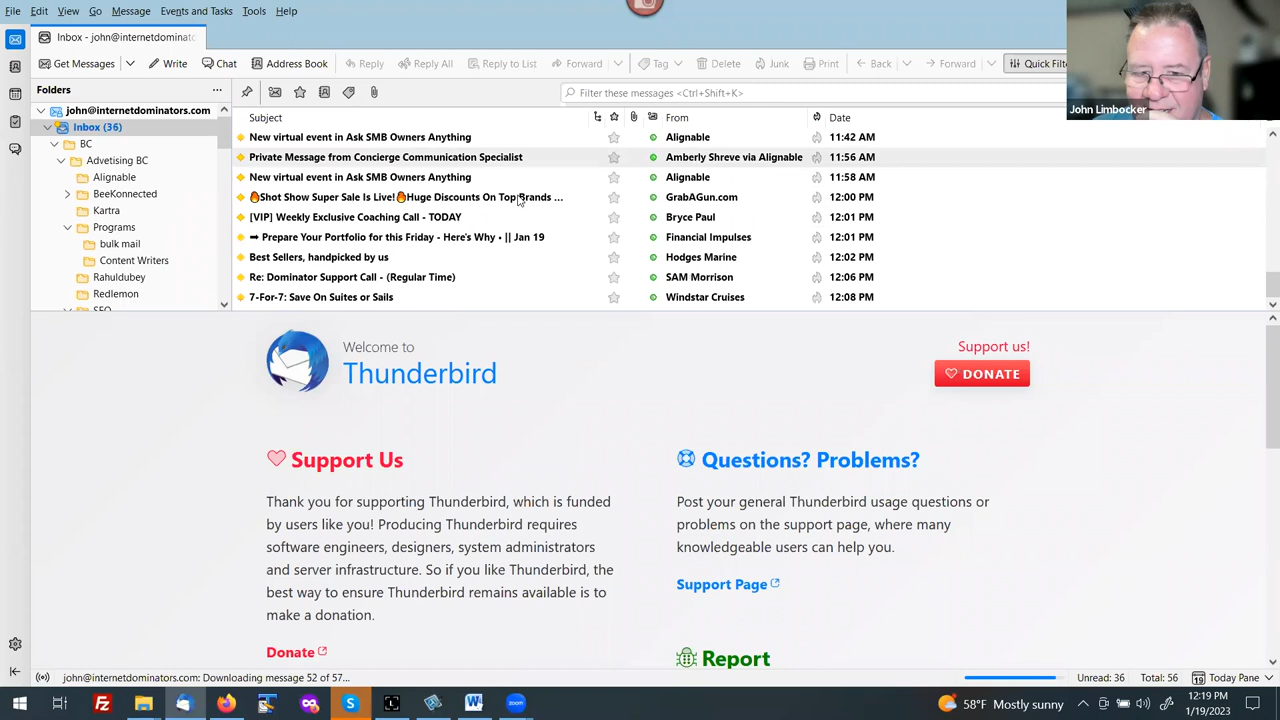 File Edit View Go Message Events and Tasks Tools Help
Inbox - john@internetdominato
Get Messages Write Chat Address Book Reply Reply All Reply to List Forward Tag Delete Junk Print Back Forward Quick Filte
Folders ...
Filter these messages <Ctrl+Shift+K>
john@internetdominators.com
Inbox (36)
BC
Advetising BC
Alignable
BeeKonnected
Kartra
Programs
bulk mail
Content Writers
Rahuldubey
Redlemon
SEO
Subject From Date
New virtual event in Ask SMB Owners Anything Alignable 11:42 AM
Private Message from Concierge Communication Specialist Amberly Shreve via Alignable 11:56 AM
New virtual event in Ask SMB Owners Anything Alignable 11:58 AM
🔥Shot Show Super Sale Is Live!🔥Huge Discounts On Top Brands ... GrabAGun.com 12:00 PM
[VIP] Weekly Exclusive Coaching Call - TODAY Bryce Paul 12:01 PM
➡ Prepare Your Portfolio for this Friday - Here's Why • || Jan 19 Financial Impulses 12:01 PM
Best Sellers, handpicked by us Hodges Marine 12:02 PM
Re: Dominator Support Call - (Regular Time) SAM Morrison 12:06 PM
7-For-7: Save On Suites or Sails Windstar Cruises 12:08 PM
John Limbocker
Welcome to
Thunderbird
Support us!
DONATE
Support Us
Thank you for supporting Thunderbird, which is funded
by users like you! Producing Thunderbird requires
software engineers, designers, system administrators
and server infrastructure. So if you like Thunderbird, the
best way to ensure Thunderbird remains available is to
make a donation.
Donate
Questions? Problems?
Post your general Thunderbird usage questions or
problems on the support page, where many
knowledgeable users can help you.
Support Page
Report
john@internetdominators.com: Downloading message 52 of 57... Unread: 36 Total: 56 19 Today Pane
58°F Mostly sunny
12:19 PM
1/19/2023